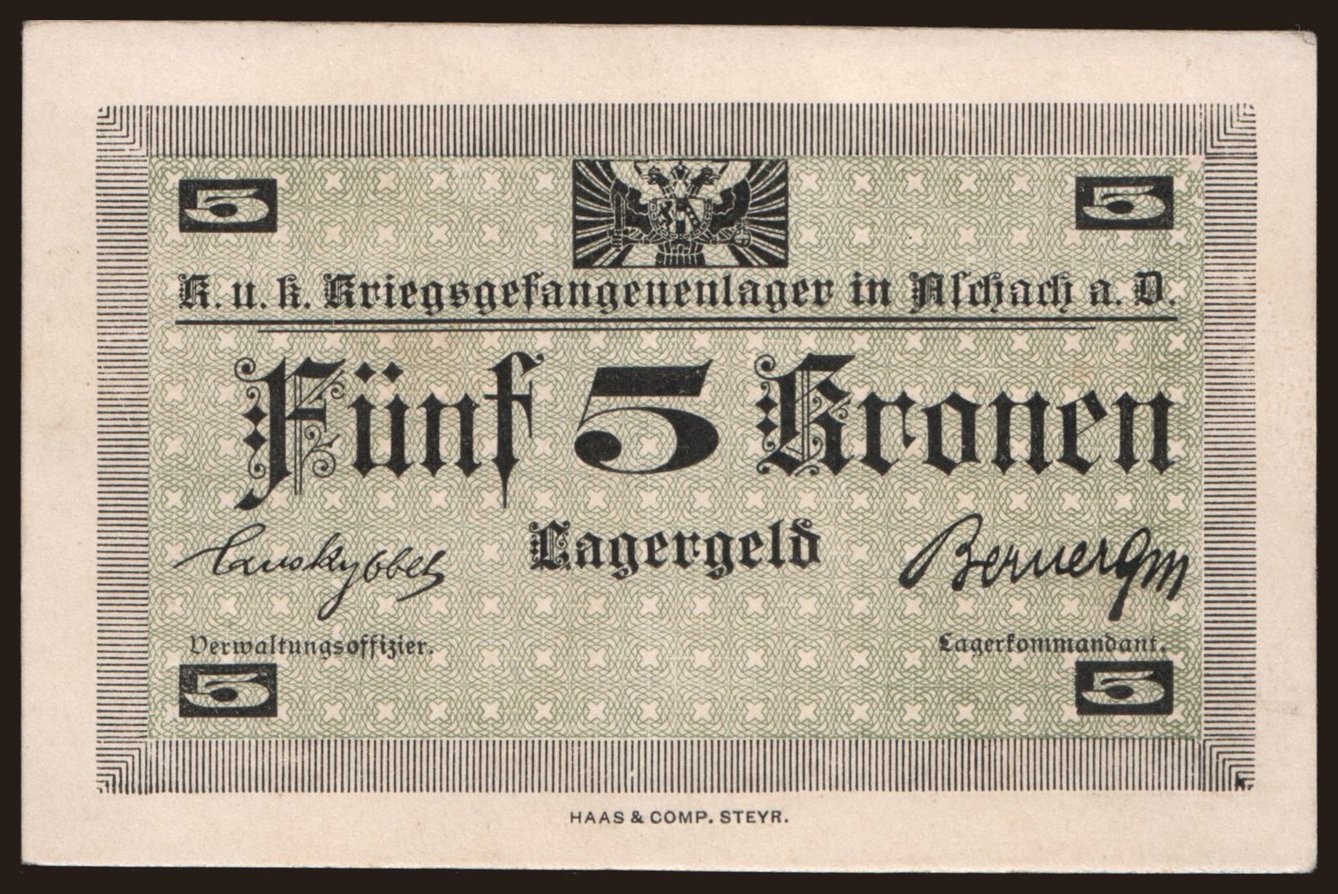 5 5
K. u. k. Kriegsgefangenenlager in Aschach a. D.
Fünf 5 Kronen
Lagergeld
Verwaltungsoffizier. Lagerkommandant.
5 5
HAAS & COMP. STEYR.